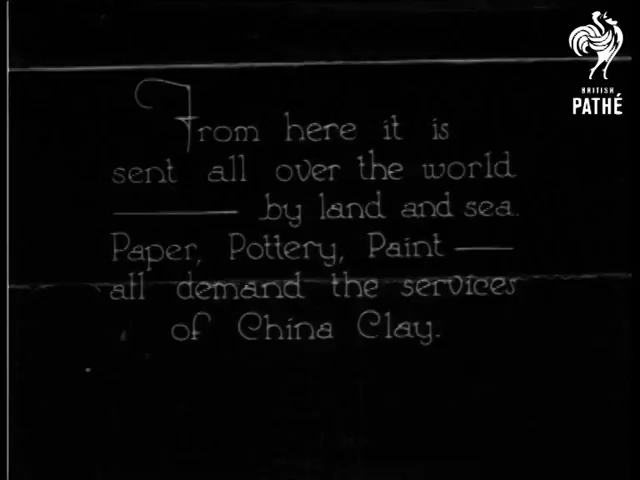 BRITISH
PATHÉ
From here it is
sent all over the world
—— by land and sea.
Paper, Pottery, Paint —
all demand the services
of China Clay.